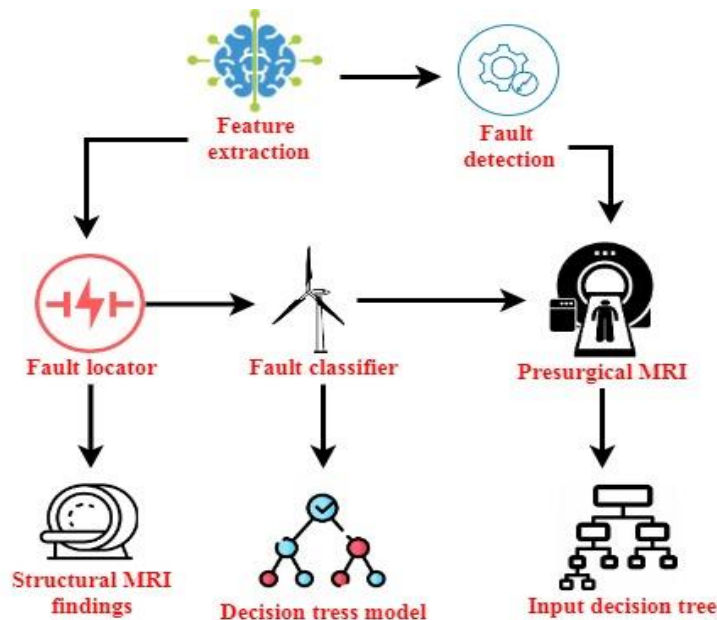 Feature
extraction
Fault
detection
Fault locator
Fault classifier
Presurgical MRI
Structural MRI
findings
Decision tress model
Input decision tree